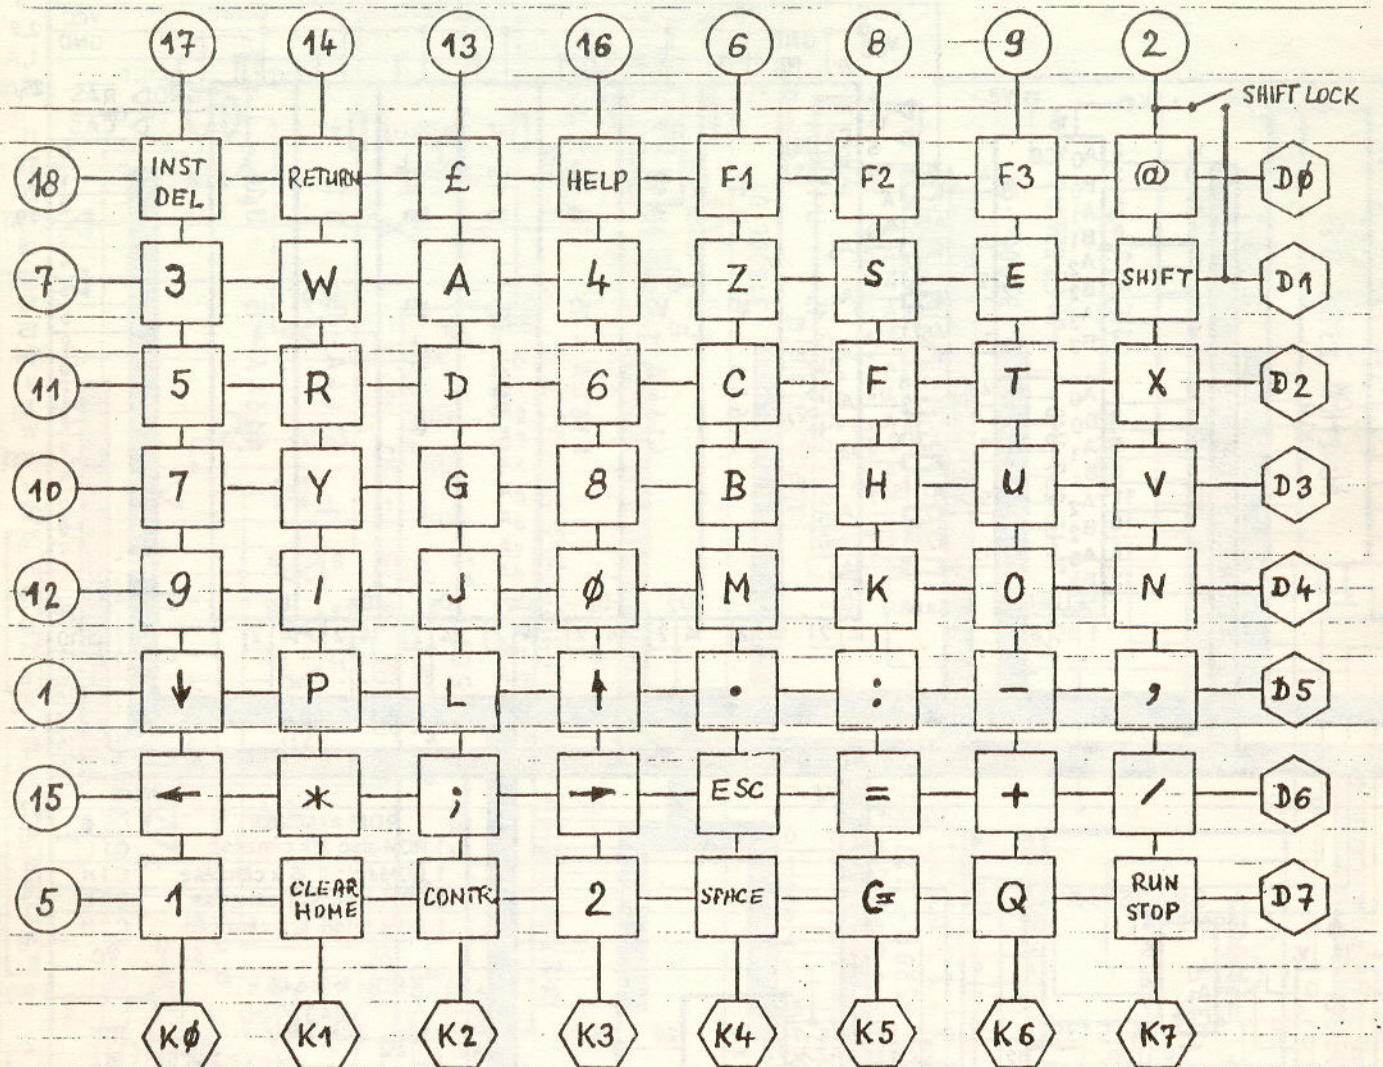 17 14 13 16 6 8 9 2
SHIFT LOCK
18 INST DEL RETURN £ HELP F1 F2 F3 @ DØ
7 3 W A 4 Z S E SHIFT D1
11 5 R D 6 C F T X D2
10 7 Y G 8 B H U V D3
12 9 I J Ø M K O N D4
1 ↓ P L ↑ . : - , D5
15 ← * ; → ESC = + / D6
5 1 CLEAR HOME CONTR. 2 SPACE C= Q RUN STOP D7
KØ K1 K2 K3 K4 K5 K6 K7